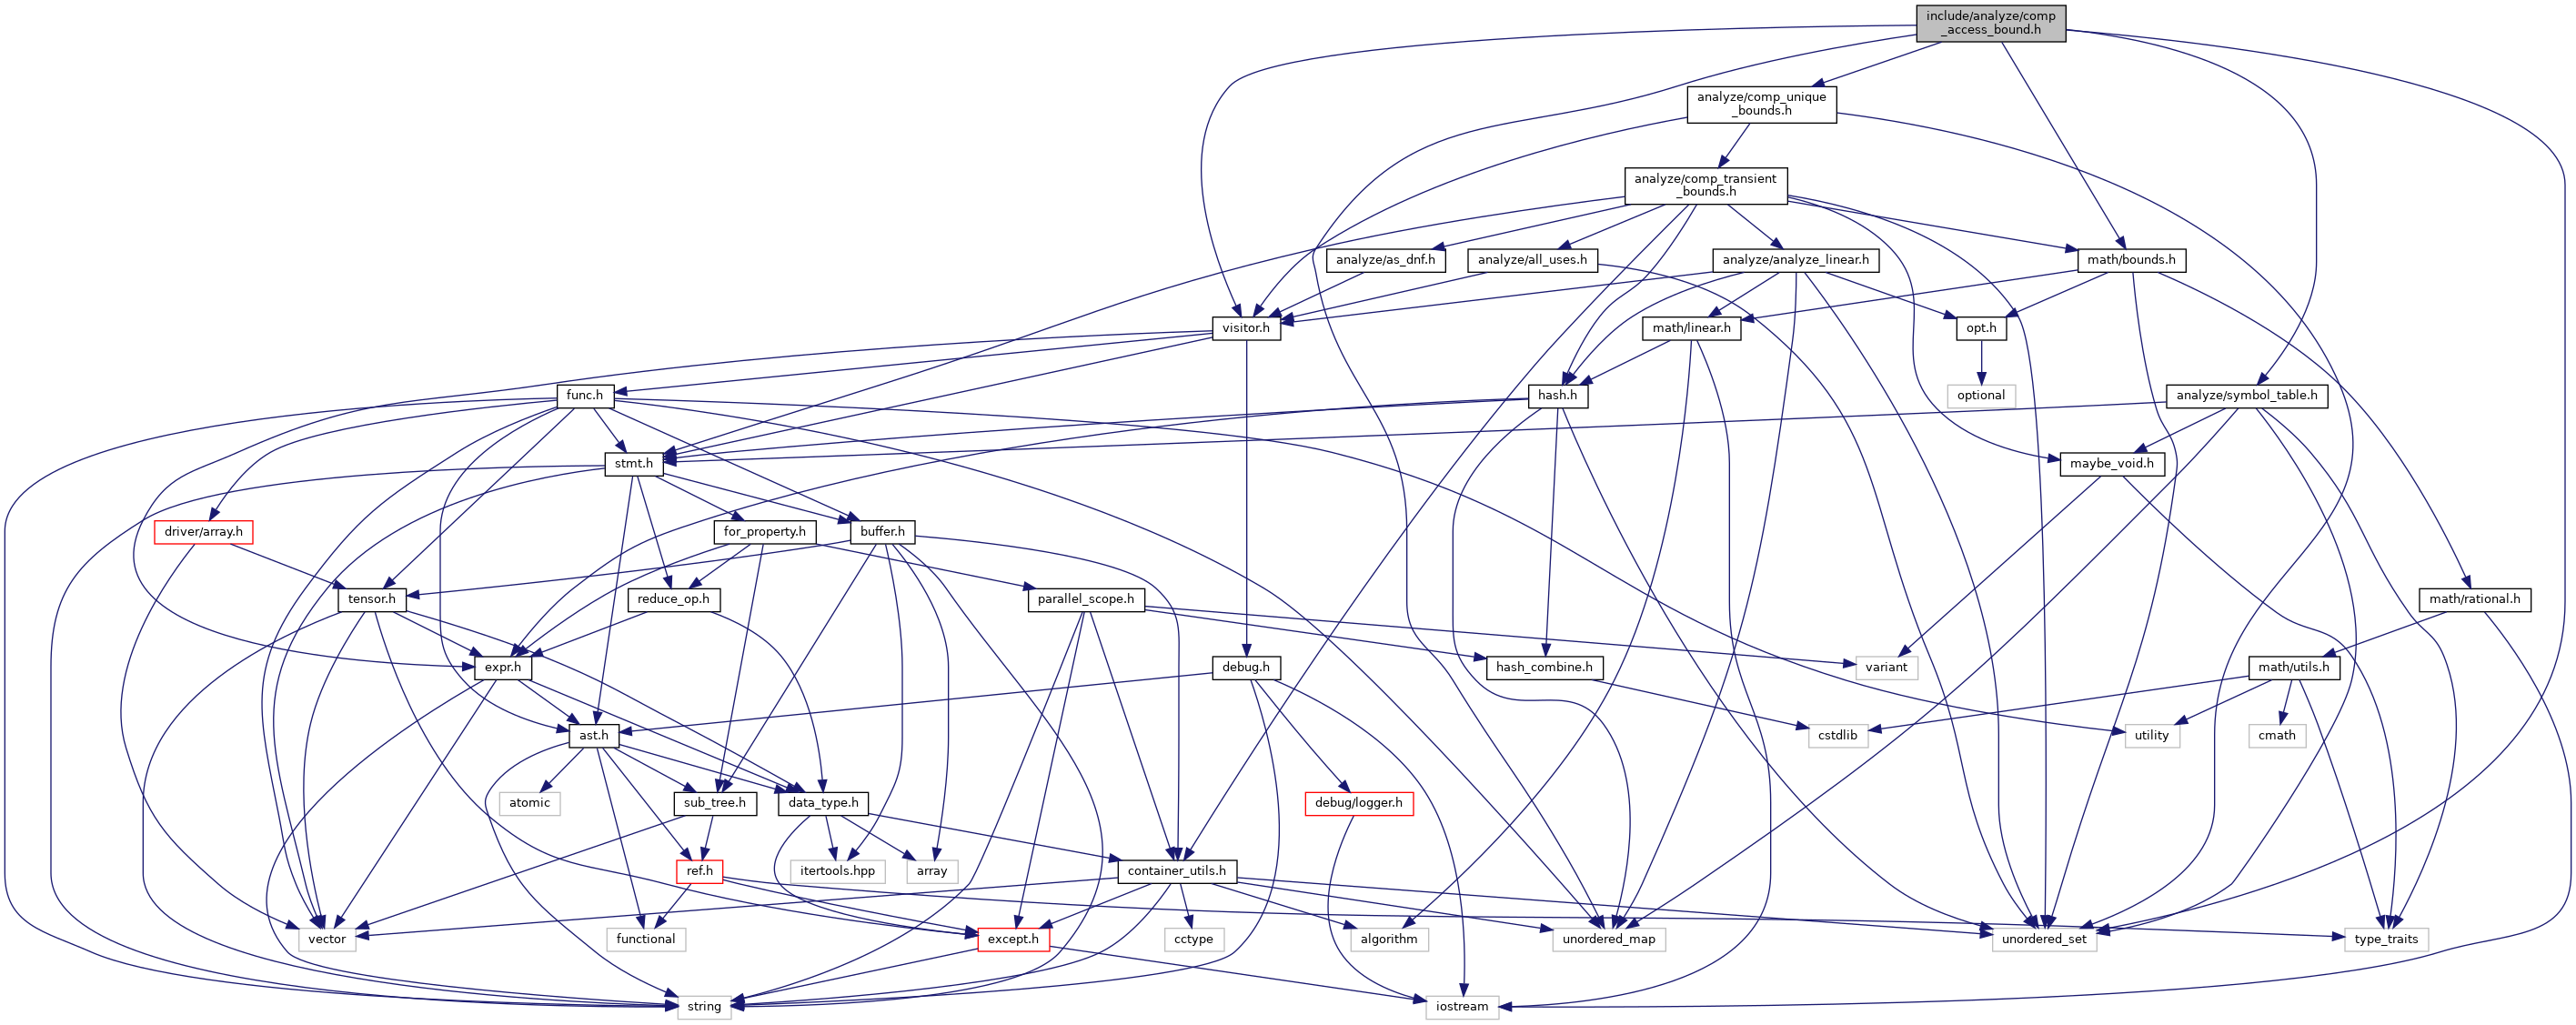 include/analyze/comp
_access_bound.h
analyze/comp_unique
_bounds.h
analyze/comp_transient
_bounds.h
analyze/as_dnf.h
analyze/all_uses.h
analyze/analyze_linear.h
math/bounds.h
visitor.h
math/linear.h
opt.h
func.h
hash.h
optional
analyze/symbol_table.h
stmt.h
maybe_void.h
driver/array.h
for_property.h
buffer.h
tensor.h
reduce_op.h
parallel_scope.h
math/rational.h
expr.h
debug.h
hash_combine.h
variant
math/utils.h
ast.h
cstdlib
utility
cmath
atomic
sub_tree.h
data_type.h
debug/logger.h
ref.h
itertools.hpp
array
container_utils.h
vector
functional
except.h
cctype
algorithm
unordered_map
unordered_set
type_traits
string
iostream